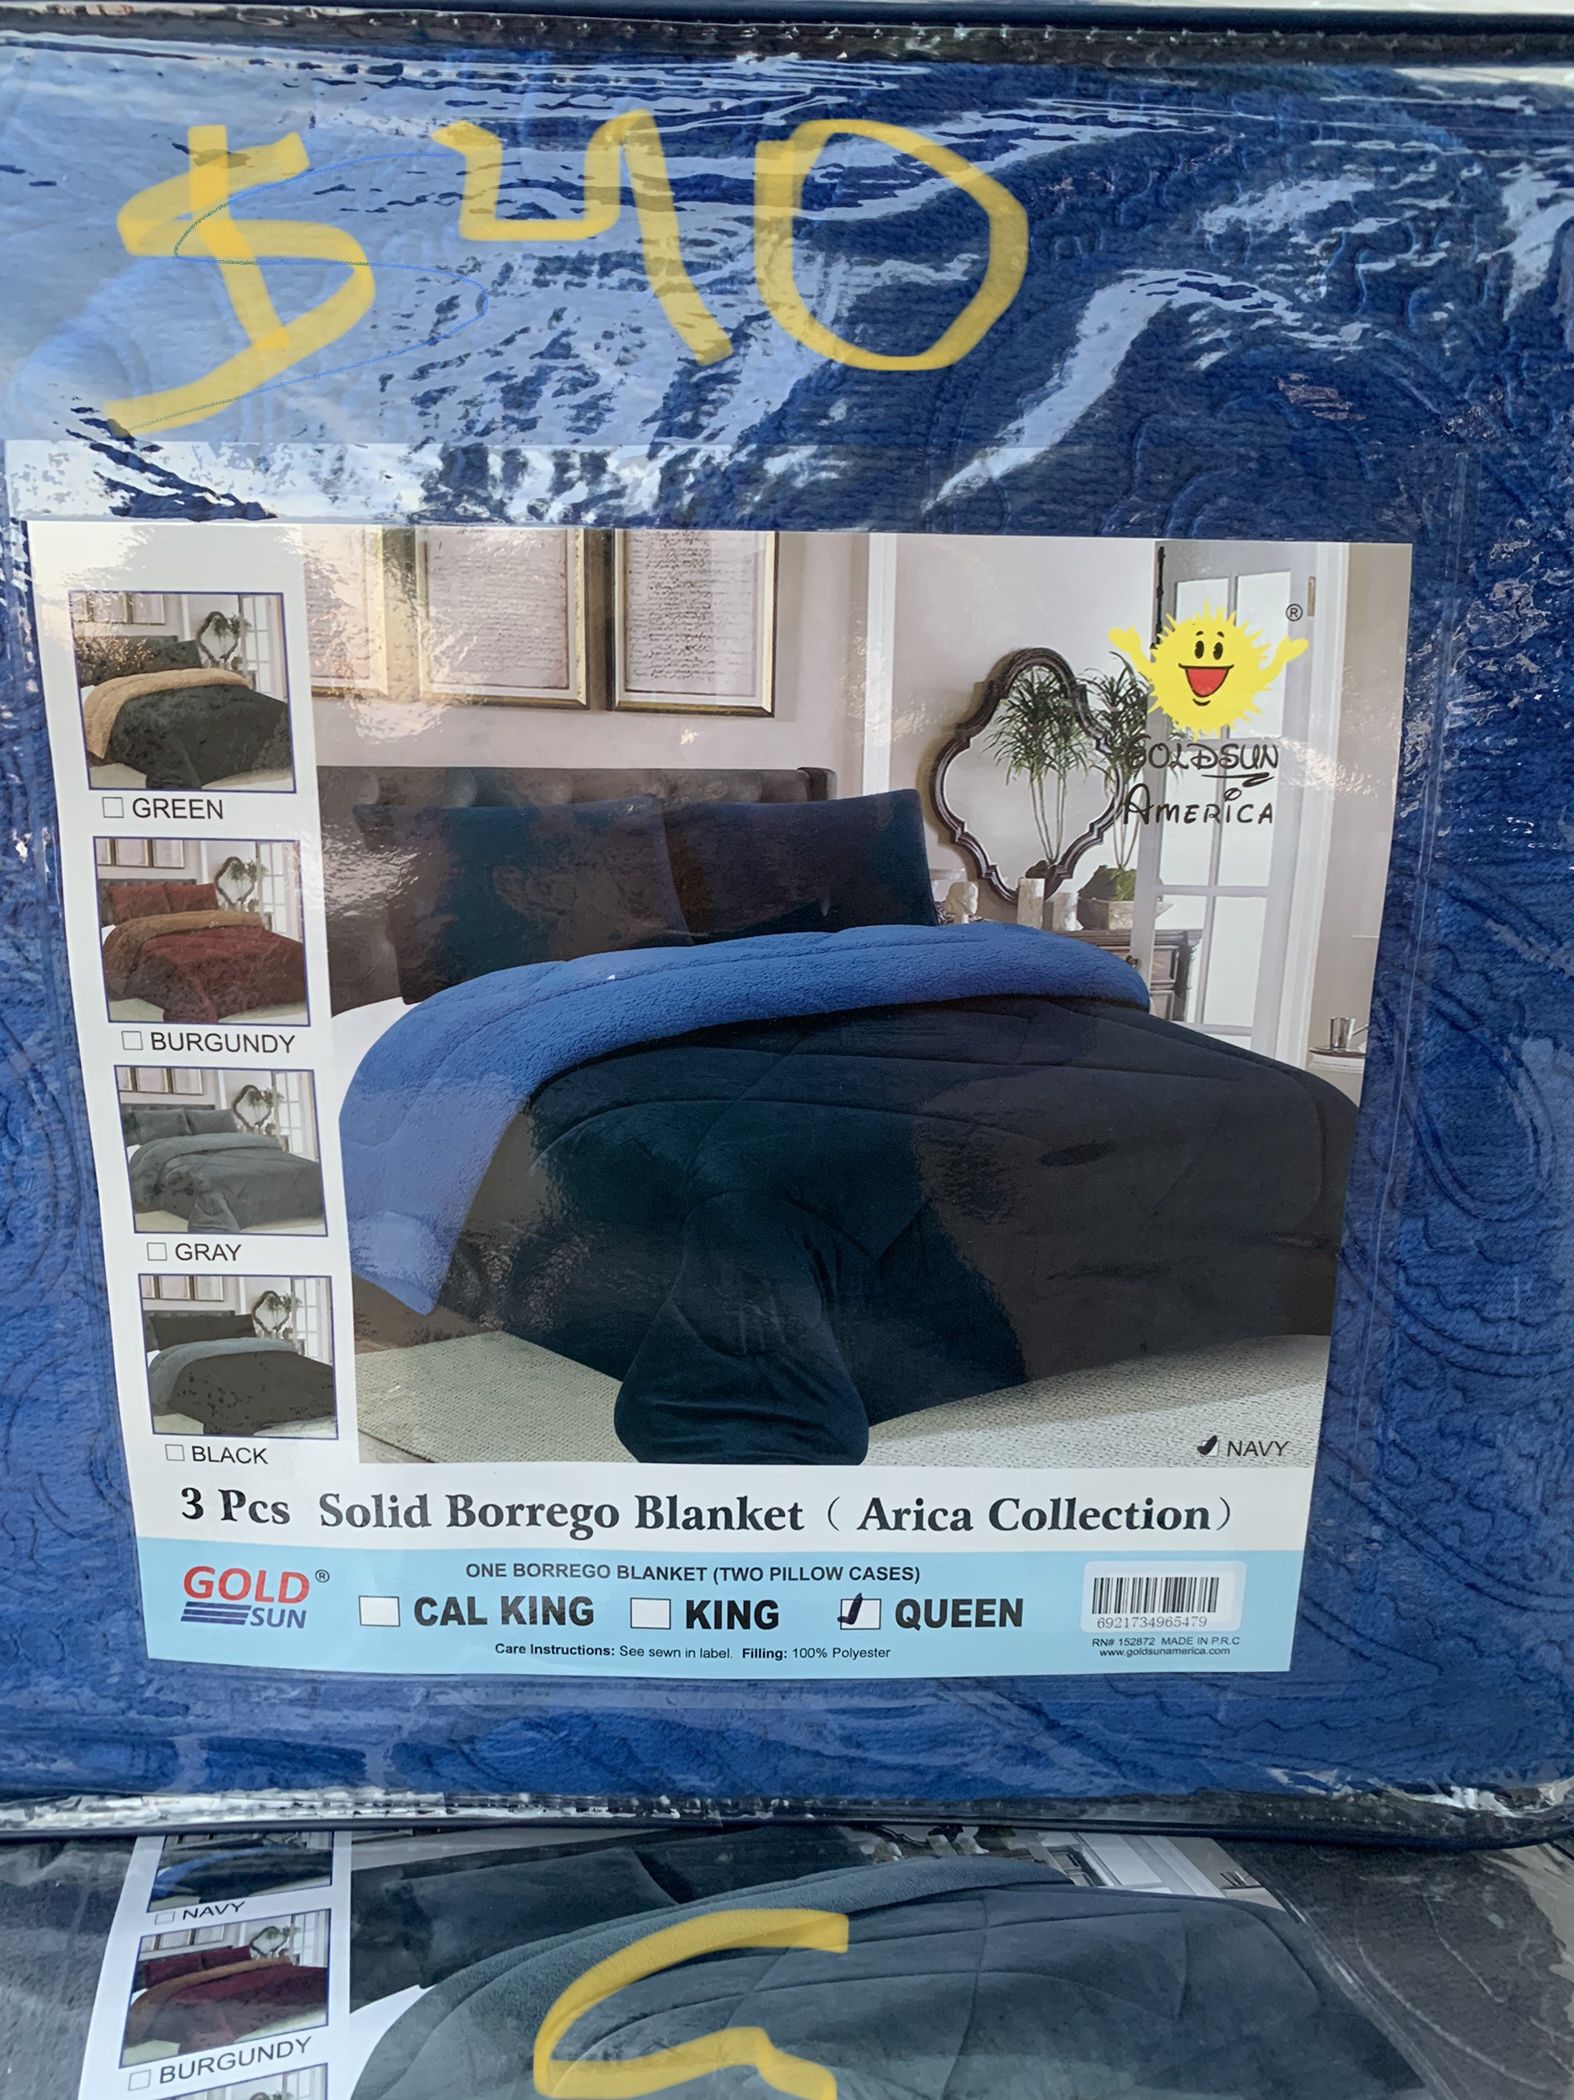 $40
®
GOLDSUN
AMERICA
GREEN
BURGUNDY
GRAY
BLACK
NAVY
3 Pcs Solid Borrego Blanket ( Arica Collection)
GOLD ®
SUN
ONE BORREGO BLANKET (TWO PILLOW CASES)
CAL KING KING QUEEN
Care Instructions: See sewn in label. Filling: 100% Polyester
6921734965479
RN# 152872 MADE IN P.R.C
www.goldsunamerica.com
NAVY
BURGUNDY